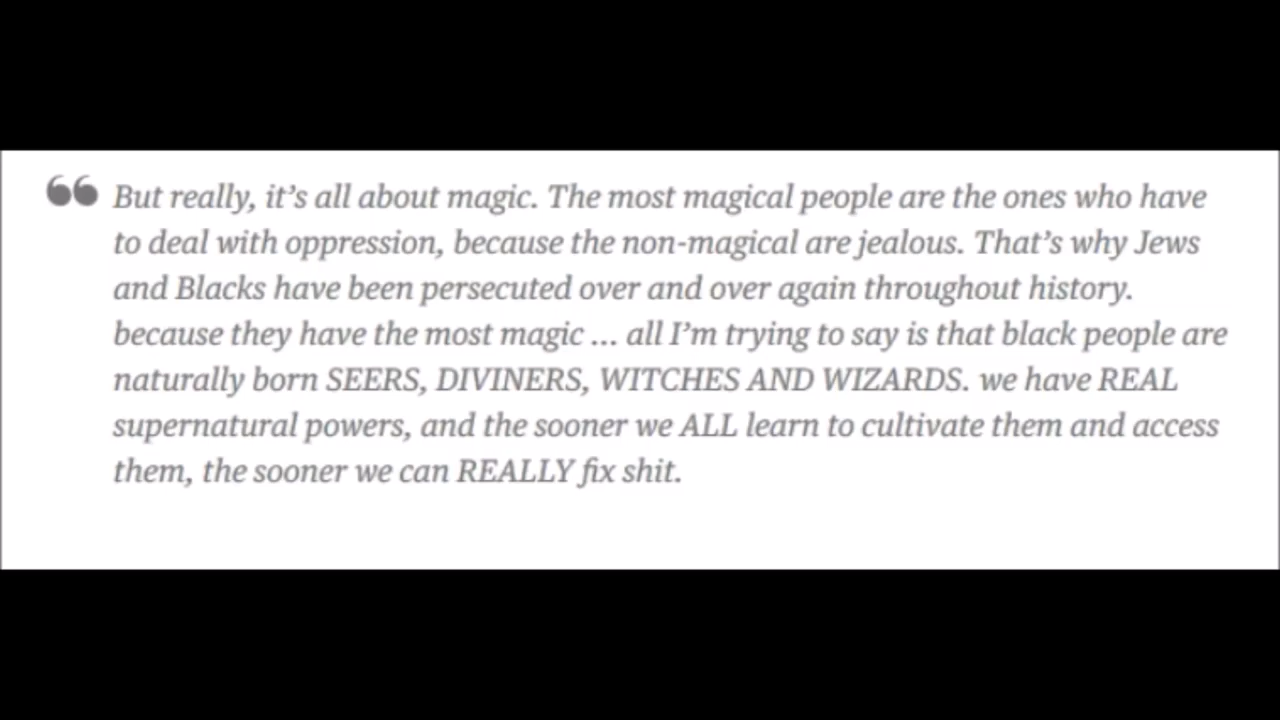 “ But really, it’s all about magic. The most magical people are the ones who have
to deal with oppression, because the non-magical are jealous. That’s why Jews
and Blacks have been persecuted over and over again throughout history.
because they have the most magic ... all I’m trying to say is that black people are
naturally born SEERS, DIVINERS, WITCHES AND WIZARDS. we have REAL
supernatural powers, and the sooner we ALL learn to cultivate them and access
them, the sooner we can REALLY fix shit.